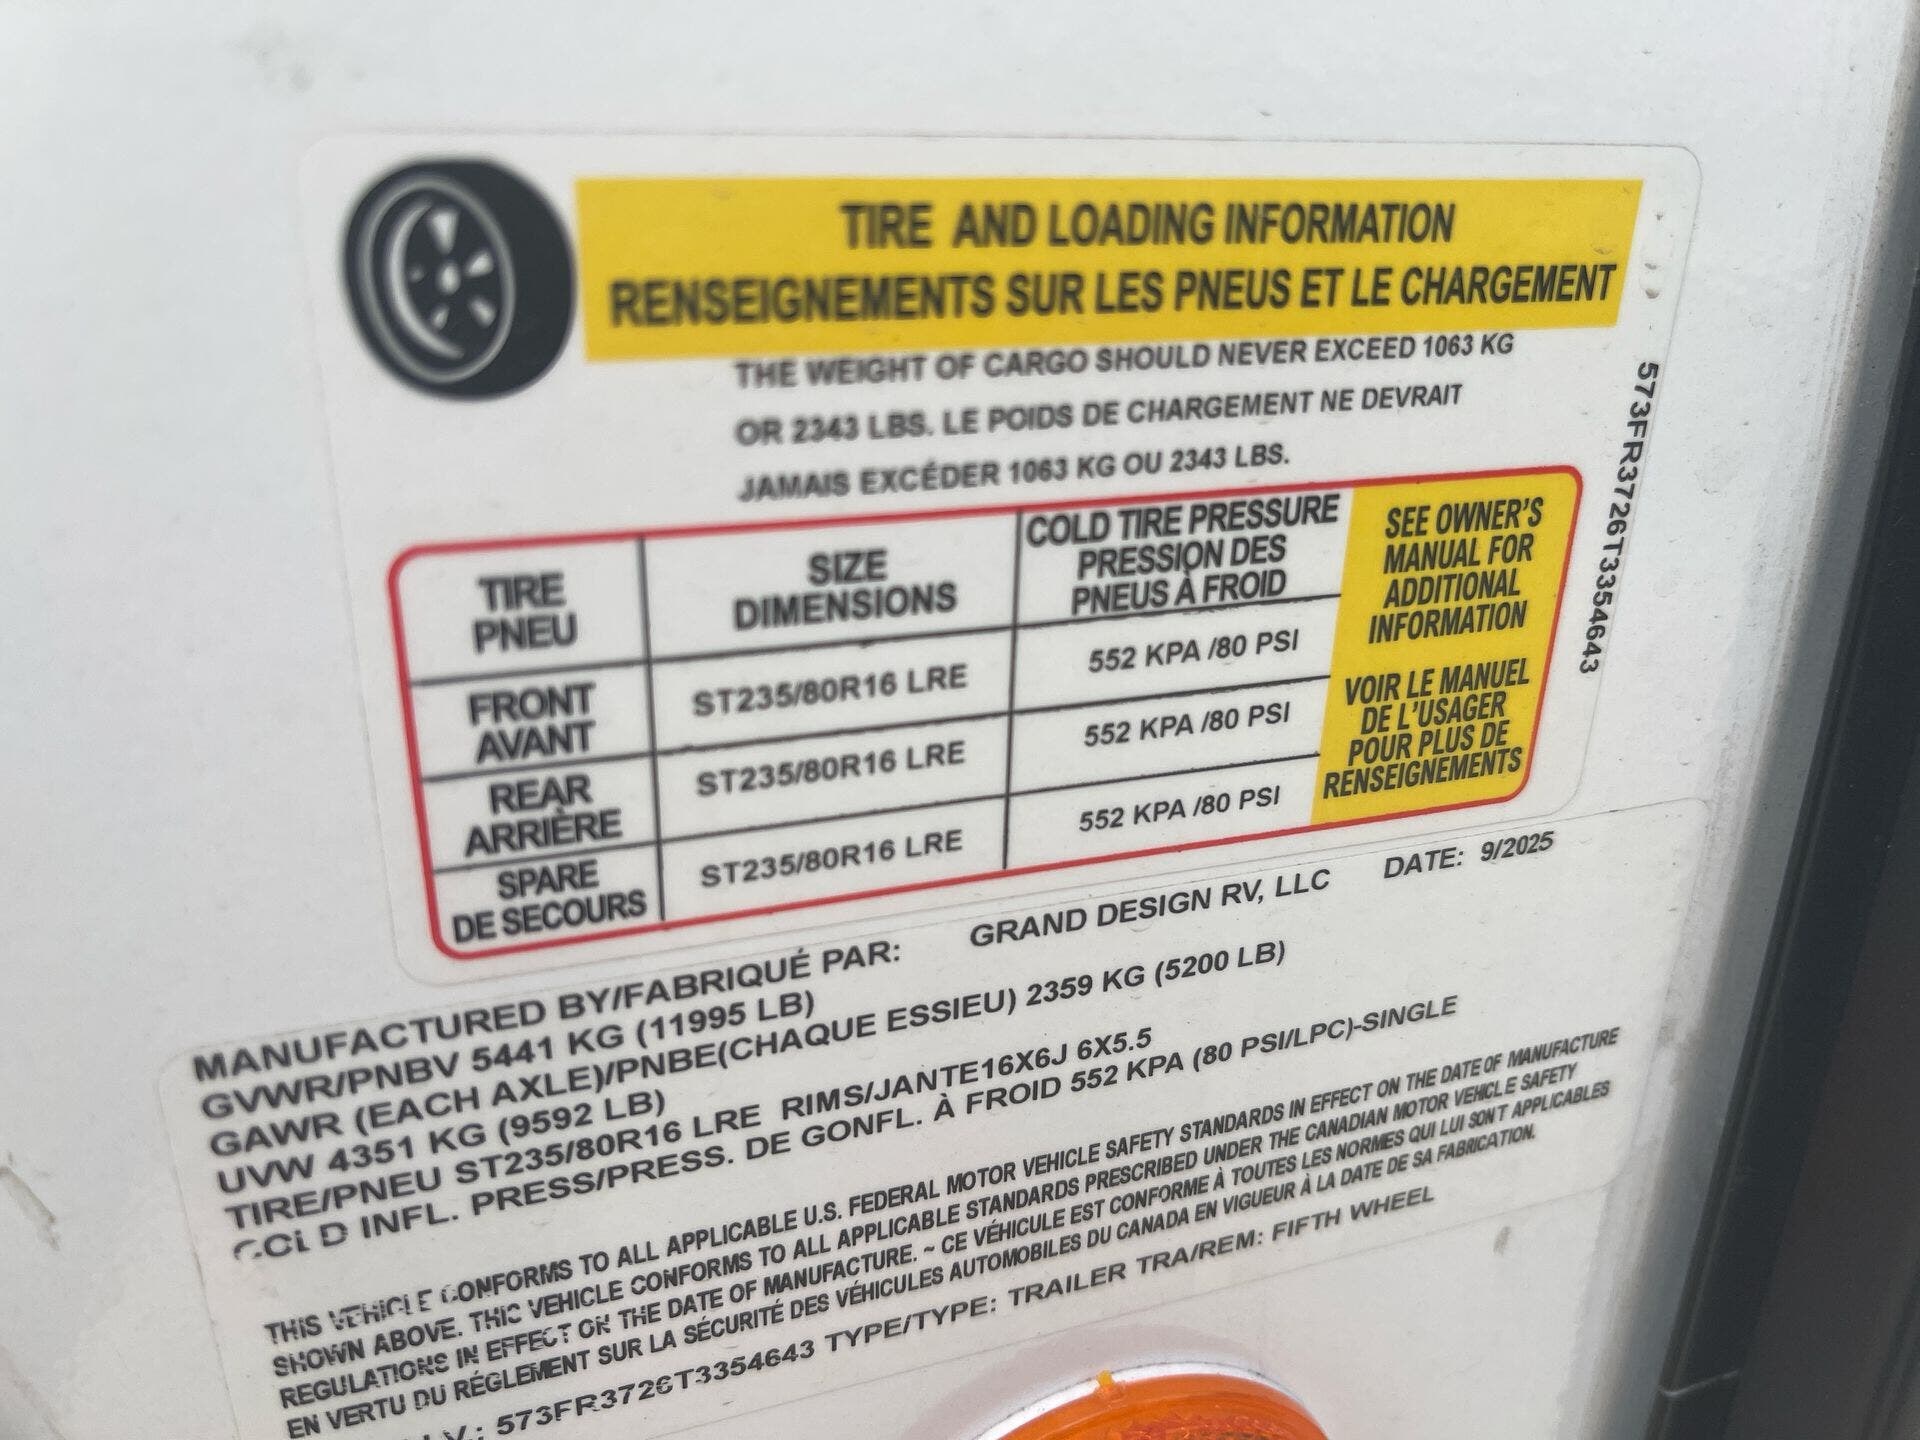 TIRE AND LOADING INFORMATION
RENSEIGNEMENTS SUR LES PNEUS ET LE CHARGEMENT
THE WEIGHT OF CARGO SHOULD NEVER EXCEED 1063 KG
OR 2343 LBS. LE POIDS DE CHARGEMENT NE DEVRAIT
JAMAIS EXCÉDER 1063 KG OU 2343 LBS.
573FR3726T3354643
TIRE
PNEU
SIZE
DIMENSIONS
COLD TIRE PRESSURE
PRESSION DES
PNEUS À FROID
FRONT
AVANT
ST235/80R16 LRE
552 KPA /80 PSI
REAR
ARRIÈRE
ST235/80R16 LRE
552 KPA /80 PSI
SPARE
DE SECOURS
ST235/80R16 LRE
552 KPA /80 PSI
SEE OWNER'S
MANUAL FOR
ADDITIONAL
INFORMATION
VOIR LE MANUEL
DE L'USAGER
POUR PLUS DE
RENSEIGNEMENTS
MANUFACTURED BY/FABRIQUÉ PAR: GRAND DESIGN RV, LLC DATE: 9/2025
GVWR/PNBV 5441 KG (11995 LB)
GAWR (EACH AXLE)/PNBE(CHAQUE ESSIEU) 2359 KG (5200 LB)
UVW 4351 KG (9592 LB)
TIRE/PNEU ST235/80R16 LRE RIMS/JANTE16X6J 6X5.5
COLD INFL. PRESS/PRESS. DE GONFL. À FROID 552 KPA (80 PSI/LPC)-SINGLE
THIS VEHICLE CONFORMS TO ALL APPLICABLE U.S. FEDERAL MOTOR VEHICLE SAFETY STANDARDS IN EFFECT ON THE DATE OF MANUFACTURE
SHOWN ABOVE. THIS VEHICLE CONFORMS TO ALL APPLICABLE STANDARDS PRESCRIBED UNDER THE CANADIAN MOTOR VEHICLE SAFETY
REGULATIONS IN EFFECT ON THE DATE OF MANUFACTURE. ~ CE VÉHICULE EST CONFORME À TOUTES LES NORMES QUI LUI SONT APPLICABLES
EN VERTU DU RÉGLEMENT SUR LA SÉCURITÉ DES VÉHICULES AUTOMOBILES DU CANADA EN VIGUEUR À LA DATE DE SA FABRICATION.
573FR3726T3354643 TYPE/TYPE: TRAILER TRA/REM: FIFTH WHEEL